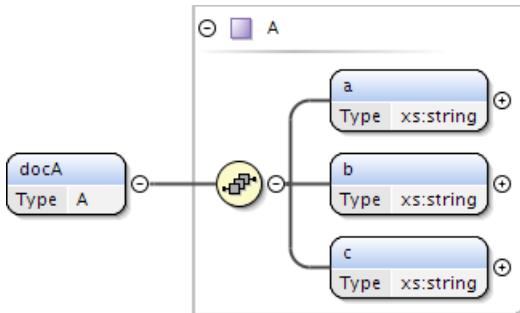 A
a
Type xs:string
docA
Type A
b
Type xs:string
c
Type xs:string